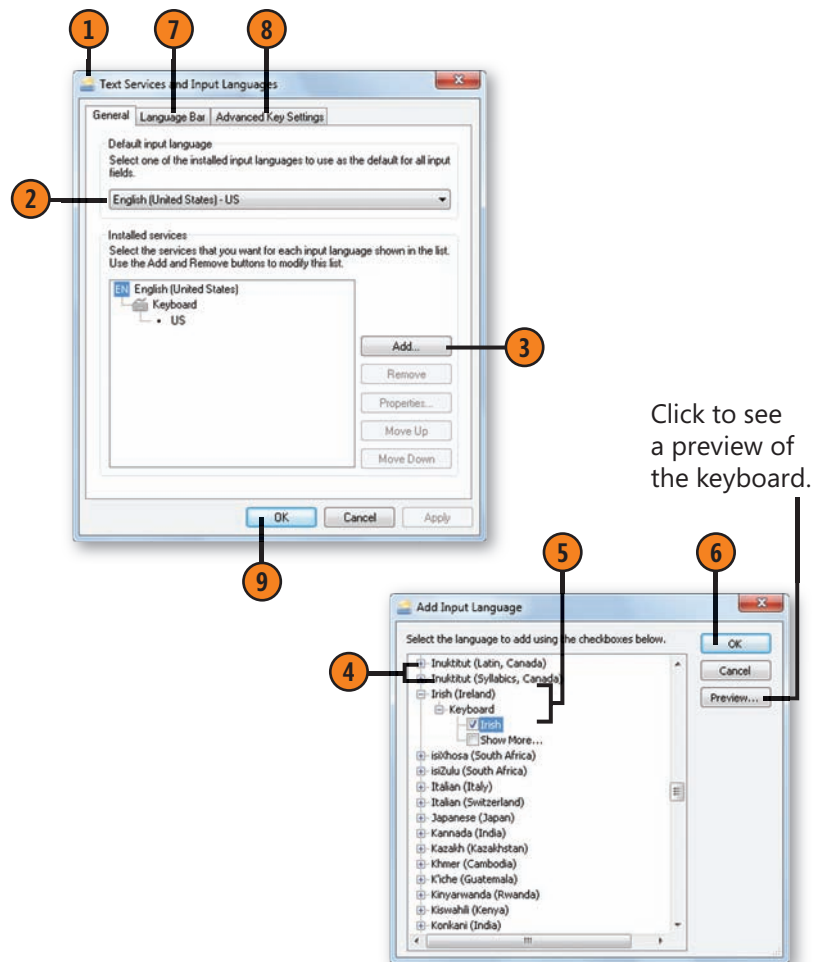 1
7
8
Text Services and Input Languages
General Language Bar Advanced Key Settings
Default input language
Select one of the installed input languages to use as the default for all input
fields.
2
English (United States) - US
Installed services
Select the services that you want for each input language shown in the list.
Use the Add and Remove buttons to modify this list.
EN English (United States)
Keyboard
• US
Add...
3
Remove
Properties...
Move Up
Move Down
OK
Cancel
Apply
9
Click to see
a preview of
the keyboard.
5
6
Add Input Language
Select the language to add using the checkboxes below.
OK
Cancel
Preview...
4
Inuktitut (Latin, Canada)
Inuktitut (Syllabics, Canada)
Irish (Ireland)
Keyboard
Irish
Show More...
isiXhosa (South Africa)
isiZulu (South Africa)
Italian (Italy)
Italian (Switzerland)
Japanese (Japan)
Kannada (India)
Kazakh (Kazakhstan)
Khmer (Cambodia)
K'iche (Guatemala)
Kinyarwanda (Rwanda)
Kiswahili (Kenya)
Konkani (India)